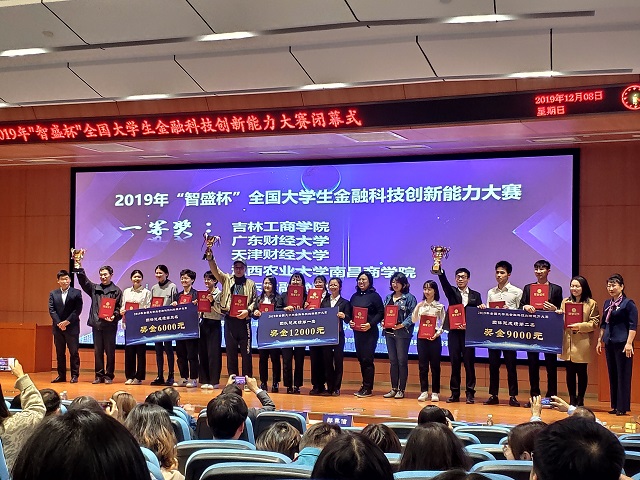 2019年"智盛杯"全国大学生金融科技创新能力大赛闭幕式
2019年12月08日
星期日
2019年“智盛杯”全国大学生金融科技创新能力大赛
一等奖：
吉林工商学院
广东财经大学
天津财经大学
西农业大学南昌商学院
奖金6000元
奖金12000元
奖金9000元